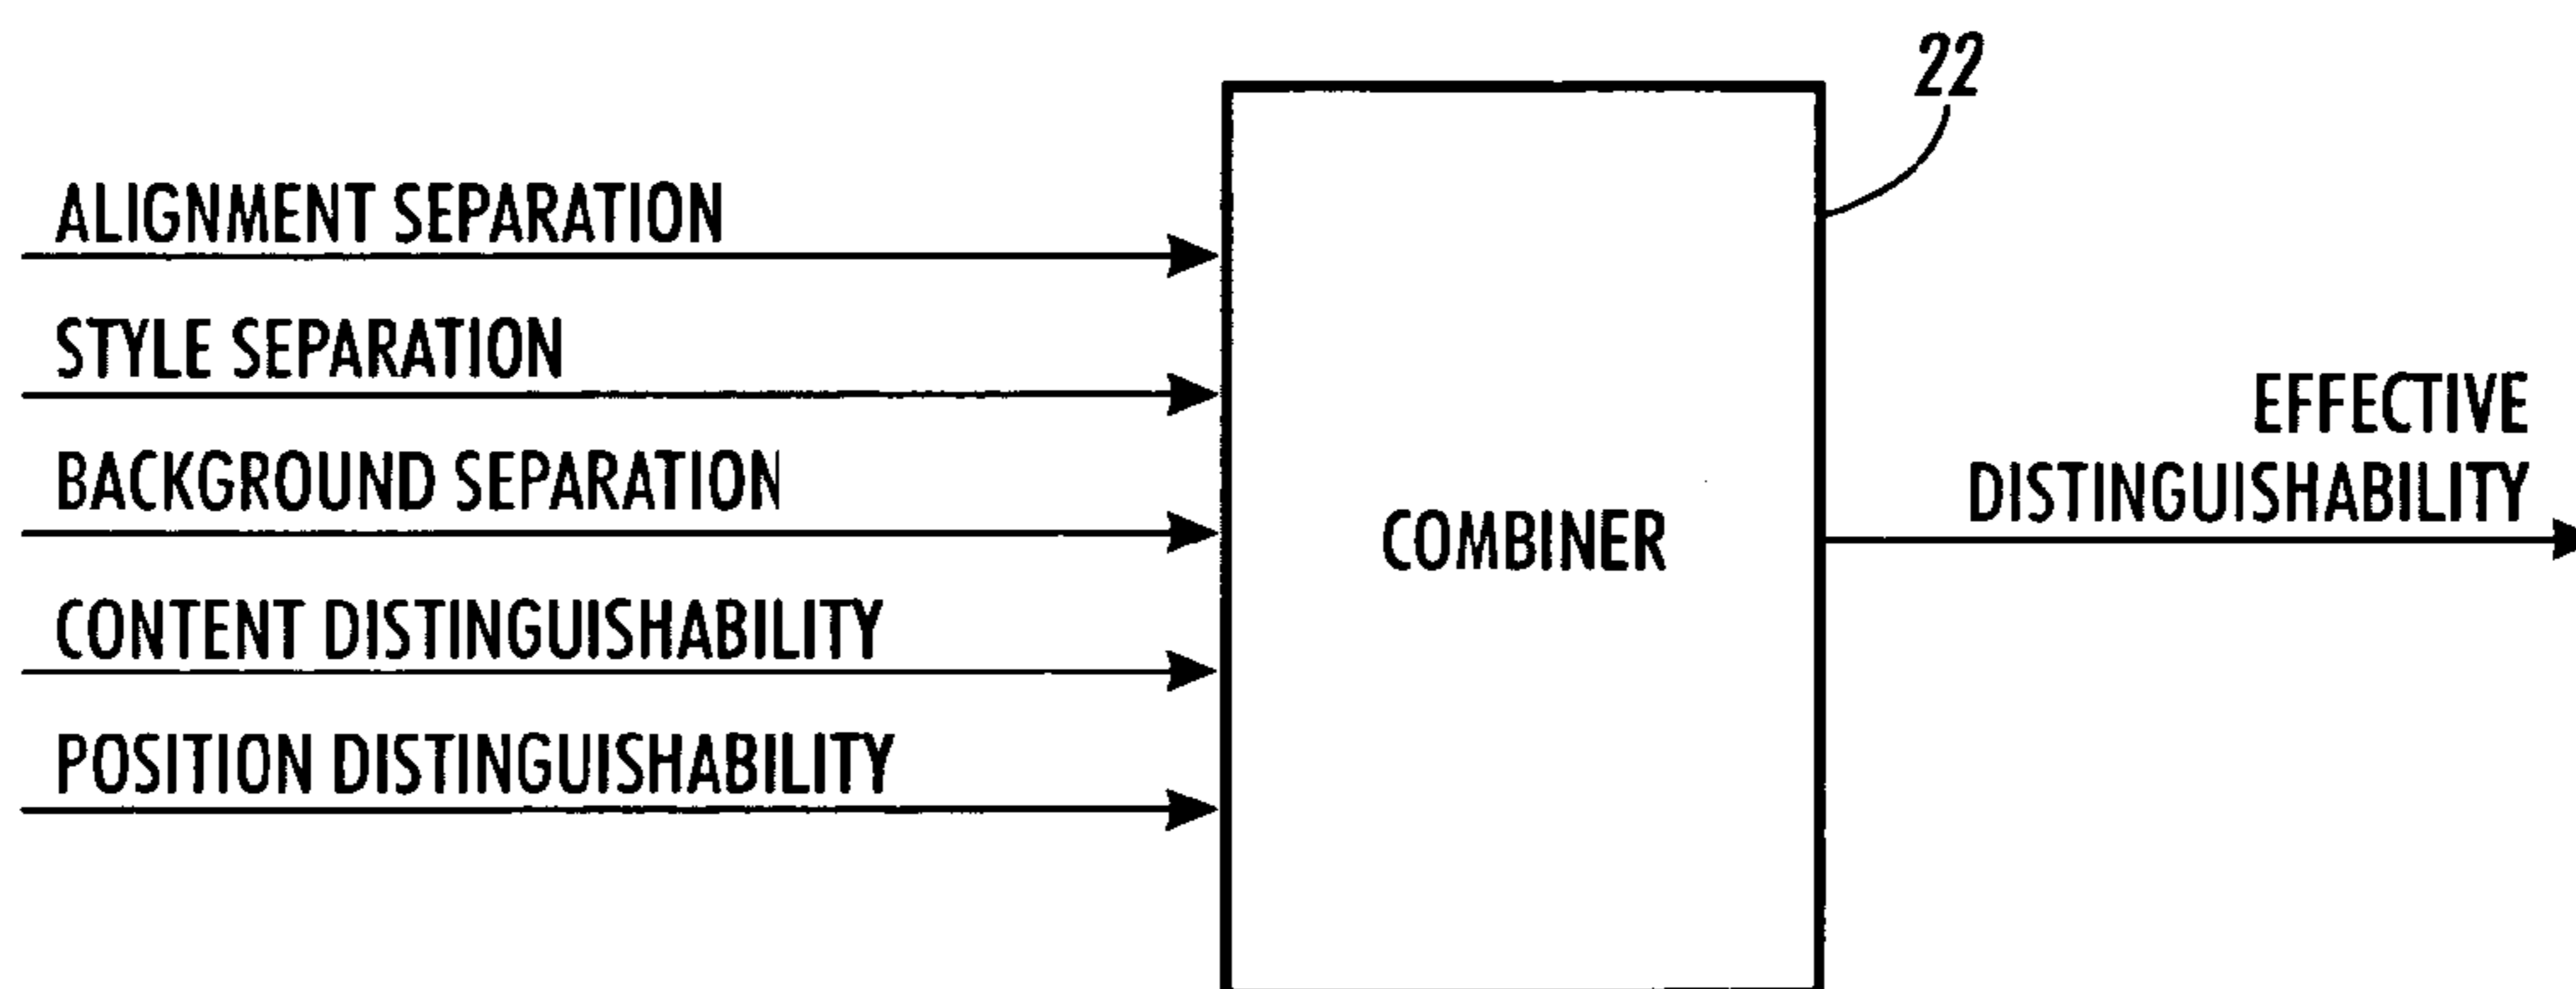 22
ALIGNMENT SEPARATION
STYLE SEPARATION
BACKGROUND SEPARATION
CONTENT DISTINGUISHABILITY
POSITION DISTINGUISHABILITY
COMBINER
EFFECTIVE
DISTINGUISHABILITY